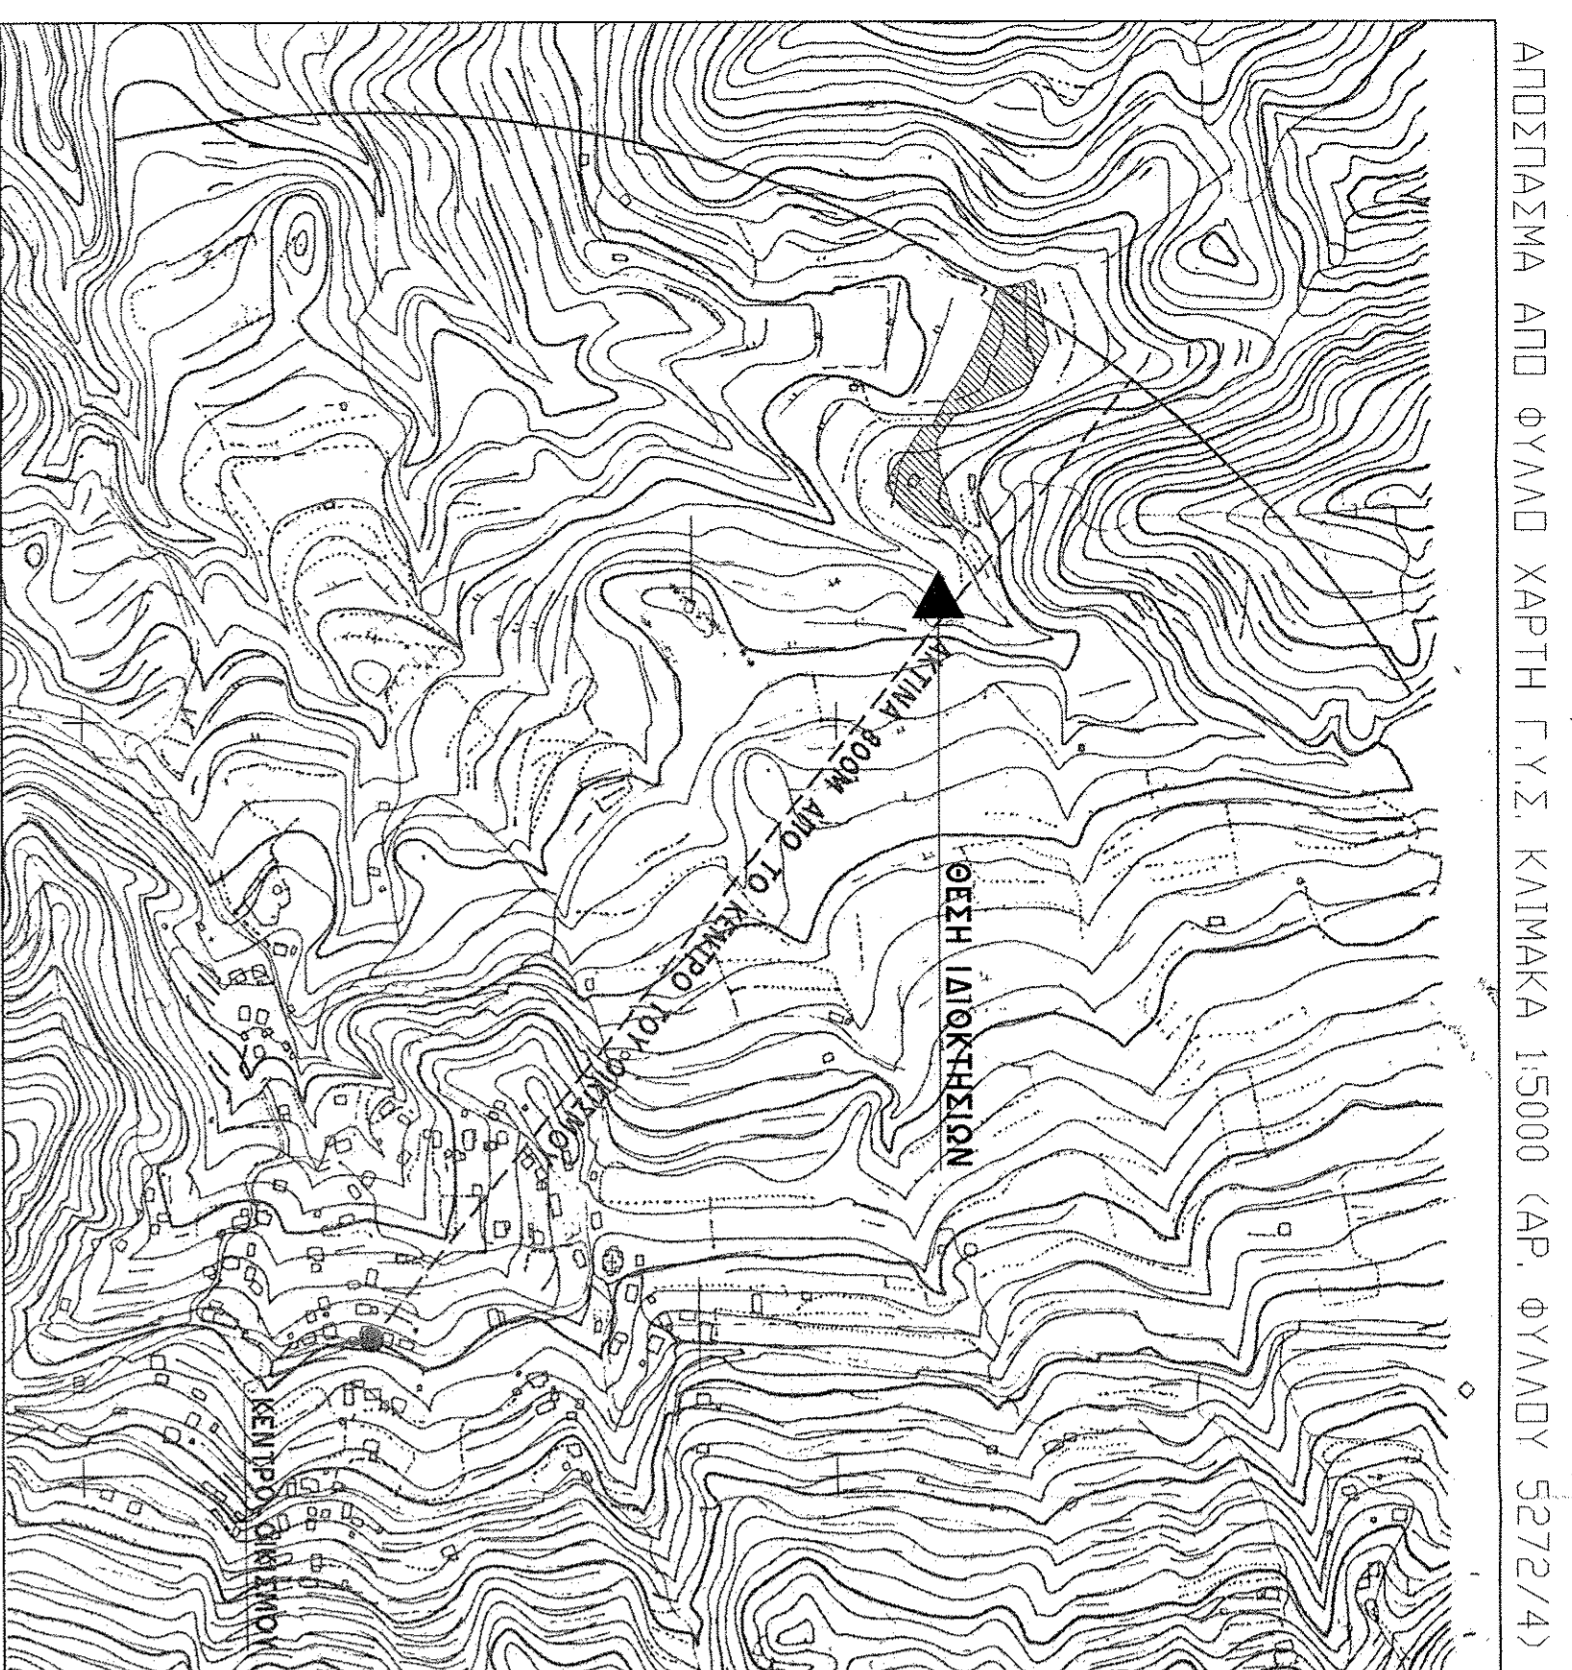 ΑΠΟΣΠΑΣΜΑ ΑΠΟ ΦΥΛΛΟ ΧΑΡΤΗ Γ.Υ.Σ. ΚΛΙΜΑΚΑ 1:5000 (ΑΡ. ΦΥΛΛΟΥ 5272/4)
ΘΕΣΗ ΙΔΙΟΚΤΗΣΙΩΝ
ΑΚΤΙΝΑ 800Μ ΑΠΟ ΤΟ ΚΕΝΤΡΟ ΤΟΥ ΟΙΚΙΣΜΟΥ
ΚΕΝΤΡΟ ΟΙΚΙΣΜΟΥ